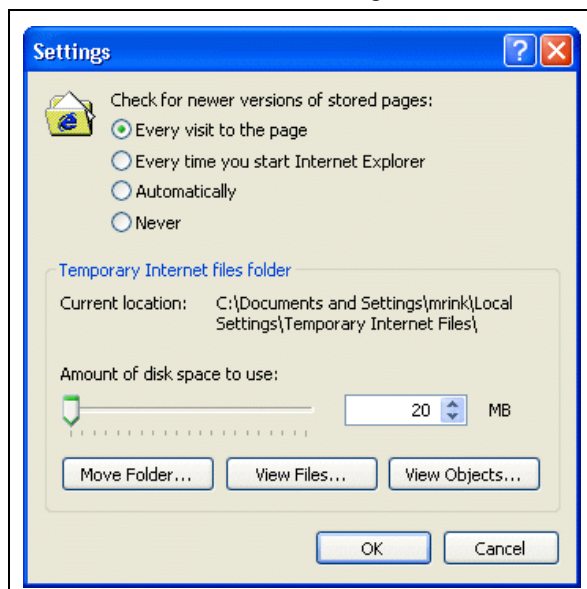 Settings
Check for newer versions of stored pages:
Every visit to the page
Every time you start Internet Explorer
Automatically
Never
Temporary Internet files folder
Current location: C:\Documents and Settings\mrink\Local
Settings\Temporary Internet Files\
Amount of disk space to use:
20 MB
Move Folder... View Files... View Objects...
OK Cancel